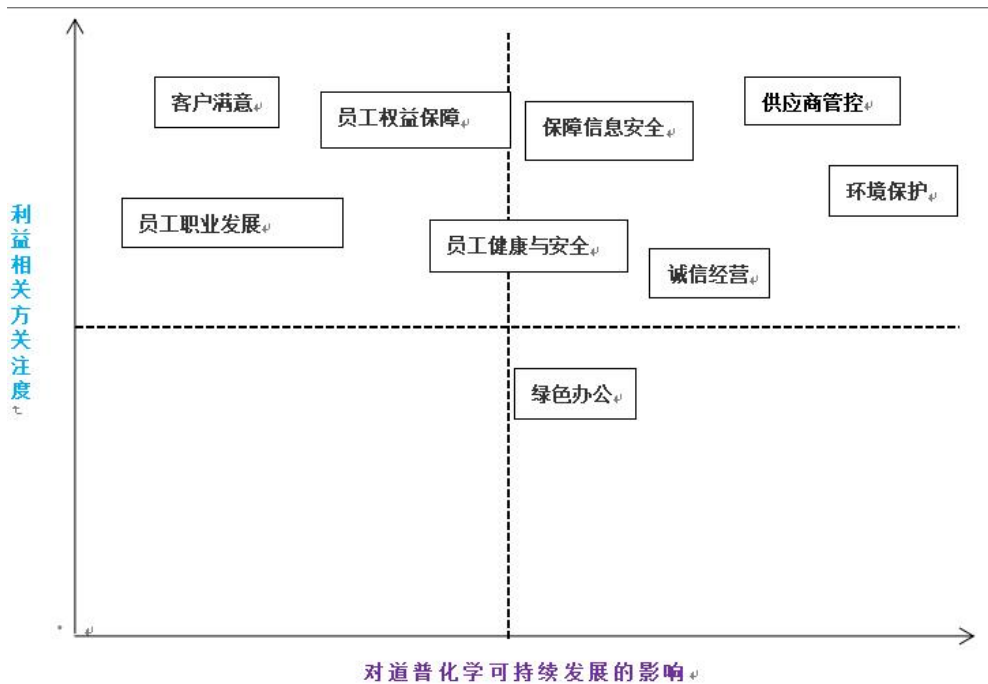 客户满意
员工权益保障
保障信息安全
供应商管控
环境保护
员工职业发展
员工健康与安全
诚信经营
绿色办公
利益相关方关注度
对道普化学可持续发展的影响